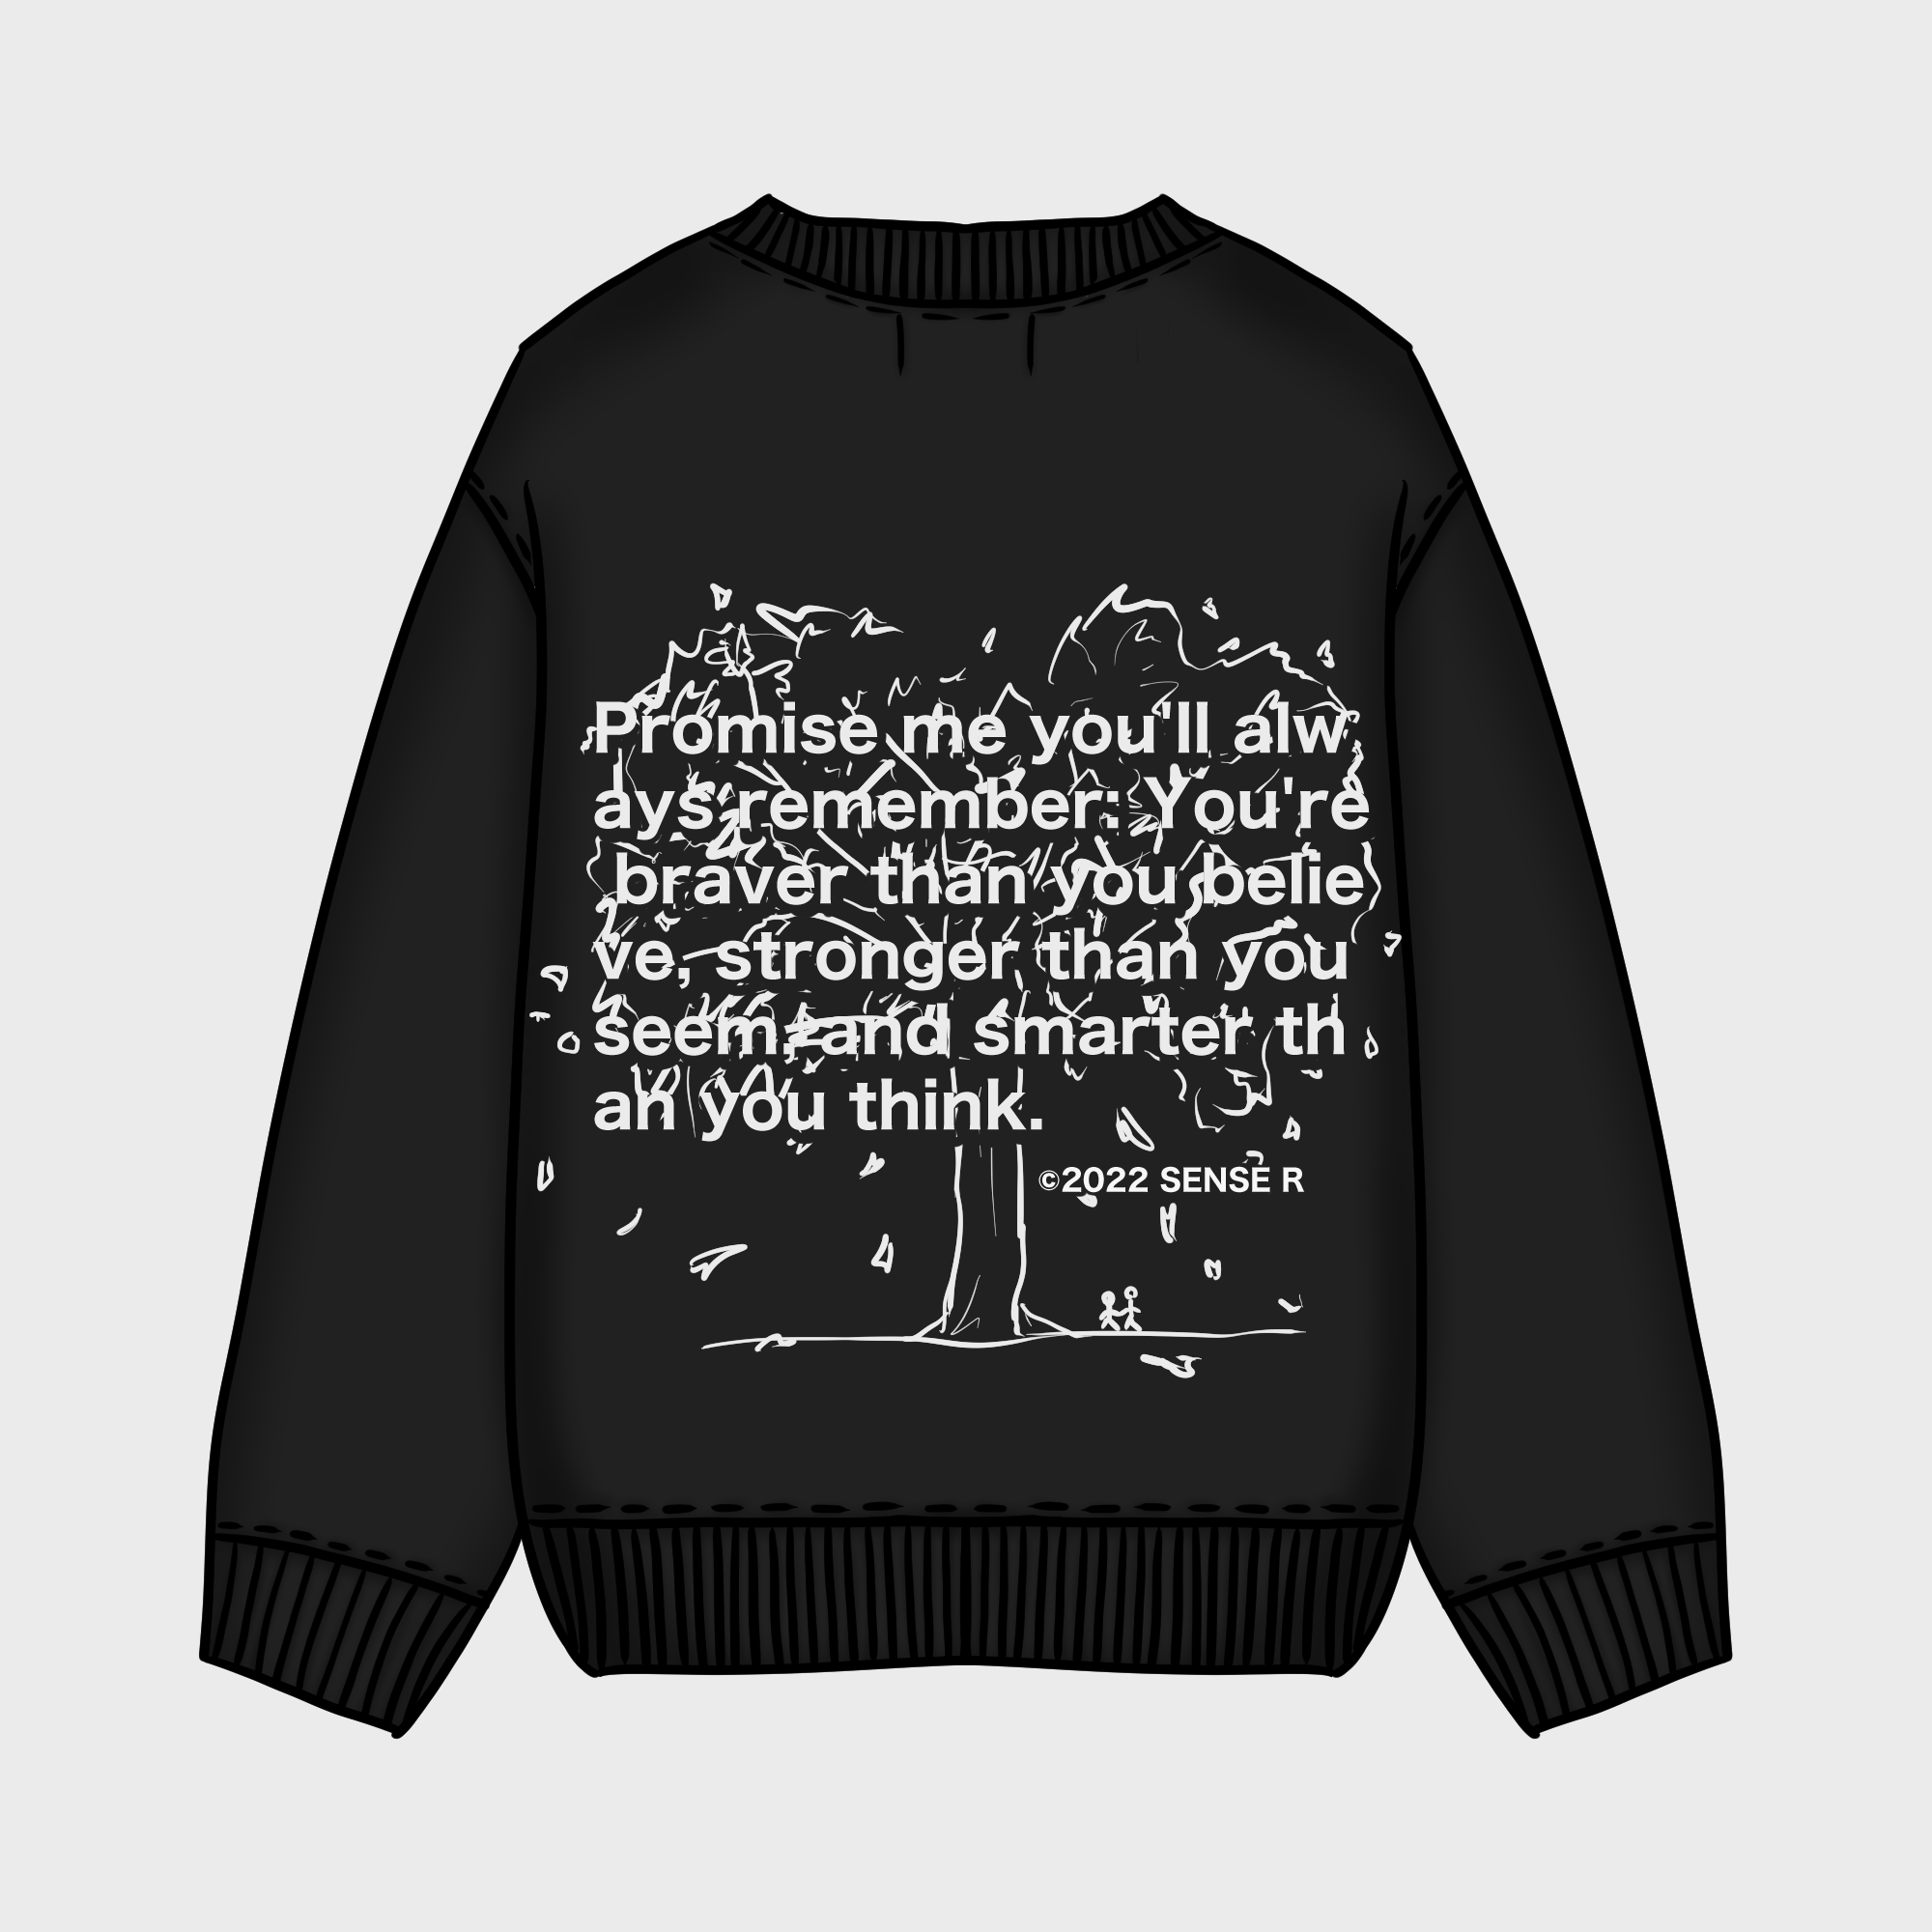 Promise me you'll alw
ays remember: You're
braver than you belie
ve, stronger than you
seem, and smarter th
an you think.
©2022 SENSE R